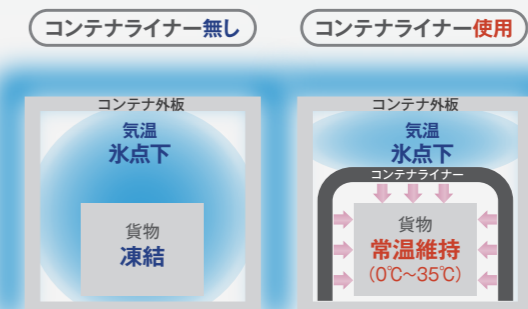 コンテナライナー無し
コンテナ外板
気温
氷点下
貨物
凍結
コンテナライナー使用
コンテナ外板
気温
氷点下
コンテナライナー
貨物
常温維持
(0℃~35℃)